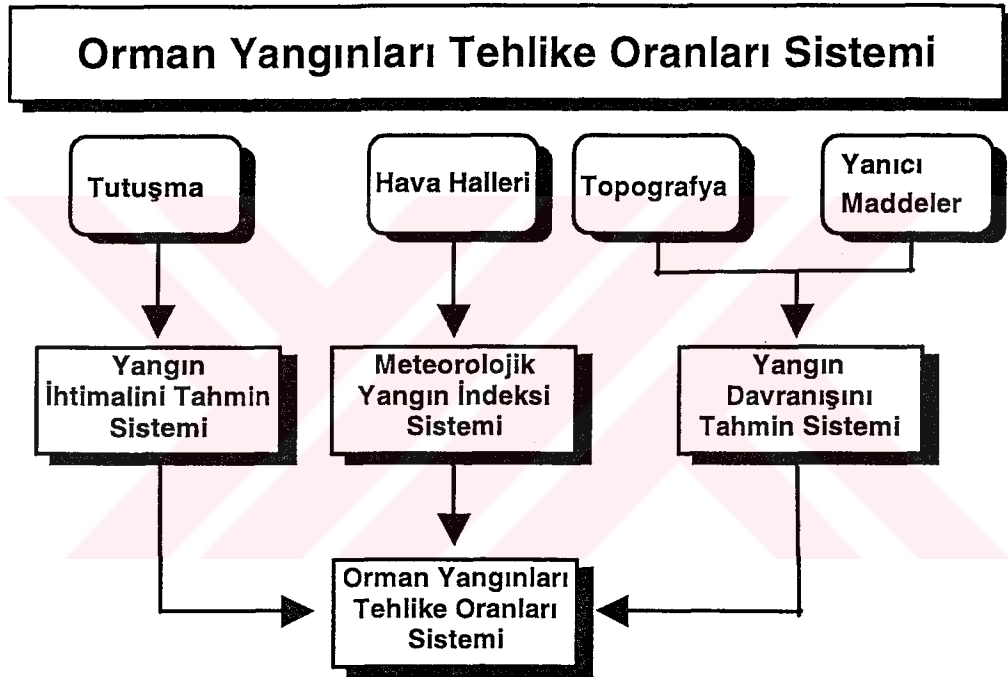 Orman Yangınları Tehlike Oranları Sistemi
Tutuşma
Hava Halleri
Topografya
Yanıcı
Maddeler
Yangın
İhtimalini Tahmin
Sistemi
Meteorolojik
Yangın İndeksi
Sistemi
Yangın
Davranışını
Tahmin Sistemi
Orman Yangınları
Tehlike Oranları
Sistemi